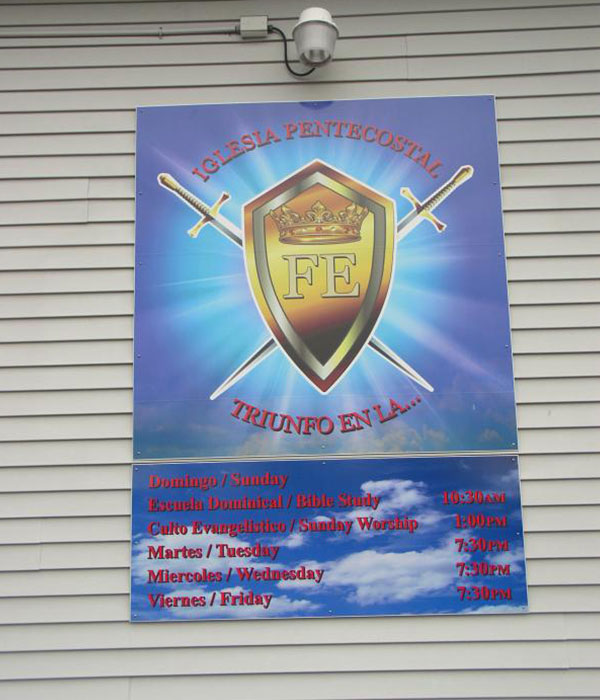 IGLESIA PENTECOSTAL
FE
TRIUNFO EN LA...
Domingo / Sunday
Escuela Dominical / Bible Study 10:30AM
Culto Evangelistico / Sunday Worship 1:00PM
Martes / Tuesday 7:30PM
Miercoles / Wednesday 7:30PM
Viernes / Friday 7:30PM